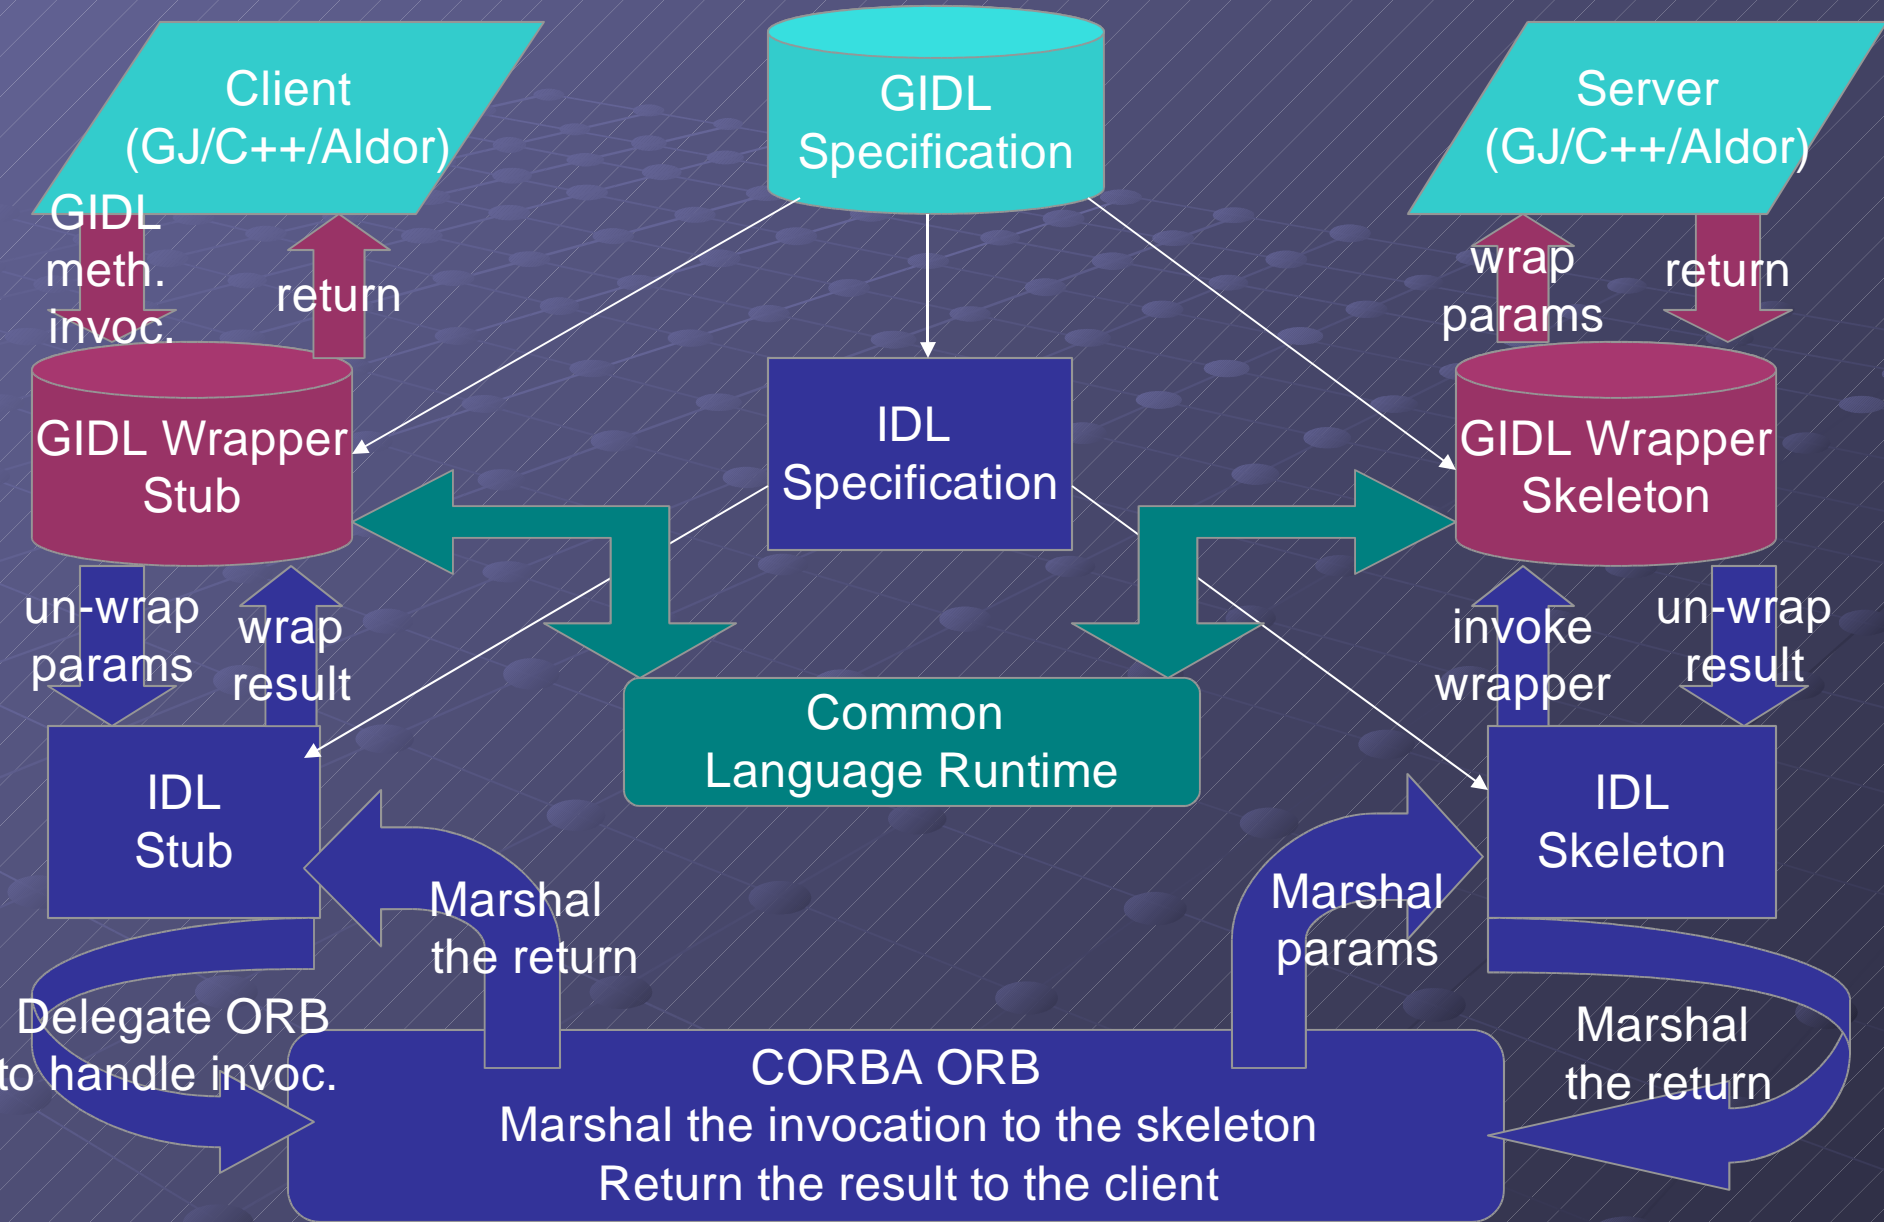 Client
(GJ/C++/Aldor)
GIDL
Specification
Server
(GJ/C++/Aldor)
GIDL
meth.
invoc.
return
wrap
params
return
GIDL Wrapper
Stub
IDL
Specification
GIDL Wrapper
Skeleton
un-wrap
params
wrap
result
invoke
wrapper
un-wrap
result
Common
Language Runtime
IDL
Stub
IDL
Skeleton
Marshal
the return
Marshal
params
Delegate ORB
to handle invoc.
Marshal
the return
CORBA ORB
Marshal the invocation to the skeleton
Return the result to the client